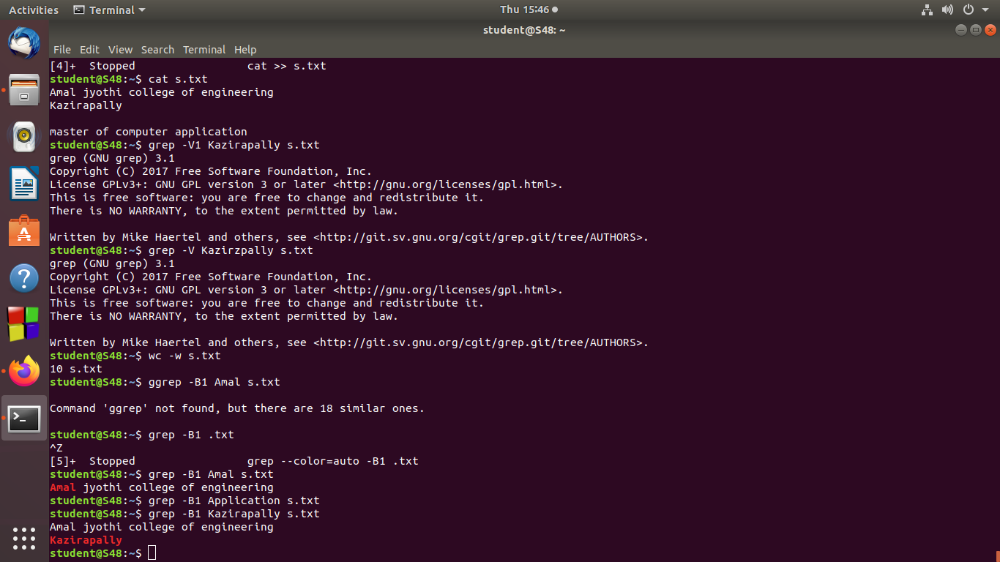 Activities Terminal Thu 15:46
student@S48: ~
File Edit View Search Terminal Help
[4]+  Stopped                 cat >> s.txt
student@S48:~$ cat s.txt
Amal jyothi college of engineering
Kazirapally

master of computer application
student@S48:~$ grep -V1 Kazirapally s.txt
grep (GNU grep) 3.1
Copyright (C) 2017 Free Software Foundation, Inc.
License GPLv3+: GNU GPL version 3 or later <http://gnu.org/licenses/gpl.html>.
This is free software: you are free to change and redistribute it.
There is NO WARRANTY, to the extent permitted by law.

Written by Mike Haertel and others, see <http://git.sv.gnu.org/cgit/grep.git/tree/AUTHORS>.
student@S48:~$ grep -V Kazirzpally s.txt
grep (GNU grep) 3.1
Copyright (C) 2017 Free Software Foundation, Inc.
License GPLv3+: GNU GPL version 3 or later <http://gnu.org/licenses/gpl.html>.
This is free software: you are free to change and redistribute it.
There is NO WARRANTY, to the extent permitted by law.

Written by Mike Haertel and others, see <http://git.sv.gnu.org/cgit/grep.git/tree/AUTHORS>.
student@S48:~$ wc -w s.txt
10 s.txt
student@S48:~$ ggrep -B1 Amal s.txt

Command 'ggrep' not found, but there are 18 similar ones.

student@S48:~$ grep -B1 .txt
^Z
[5]+  Stopped                 grep --color=auto -B1 .txt
student@S48:~$ grep -B1 Amal s.txt
Amal jyothi college of engineering
student@S48:~$ grep -B1 Application s.txt
student@S48:~$ grep -B1 Kazirapally s.txt
Amal jyothi college of engineering
Kazirapally
student@S48:~$